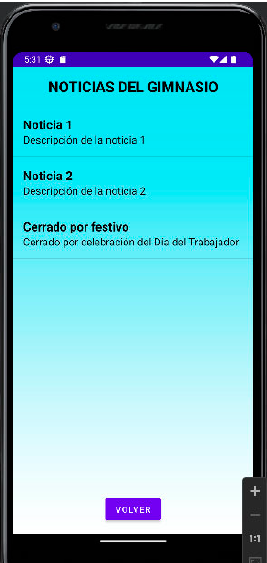 5:31
NOTICIAS DEL GIMNASIO
Noticia 1
Descripción de la noticia 1
Noticia 2
Descripción de la noticia 2
Cerrado por festivo
Cerrado por celebración del Día del Trabajador
VOLVER
1:1